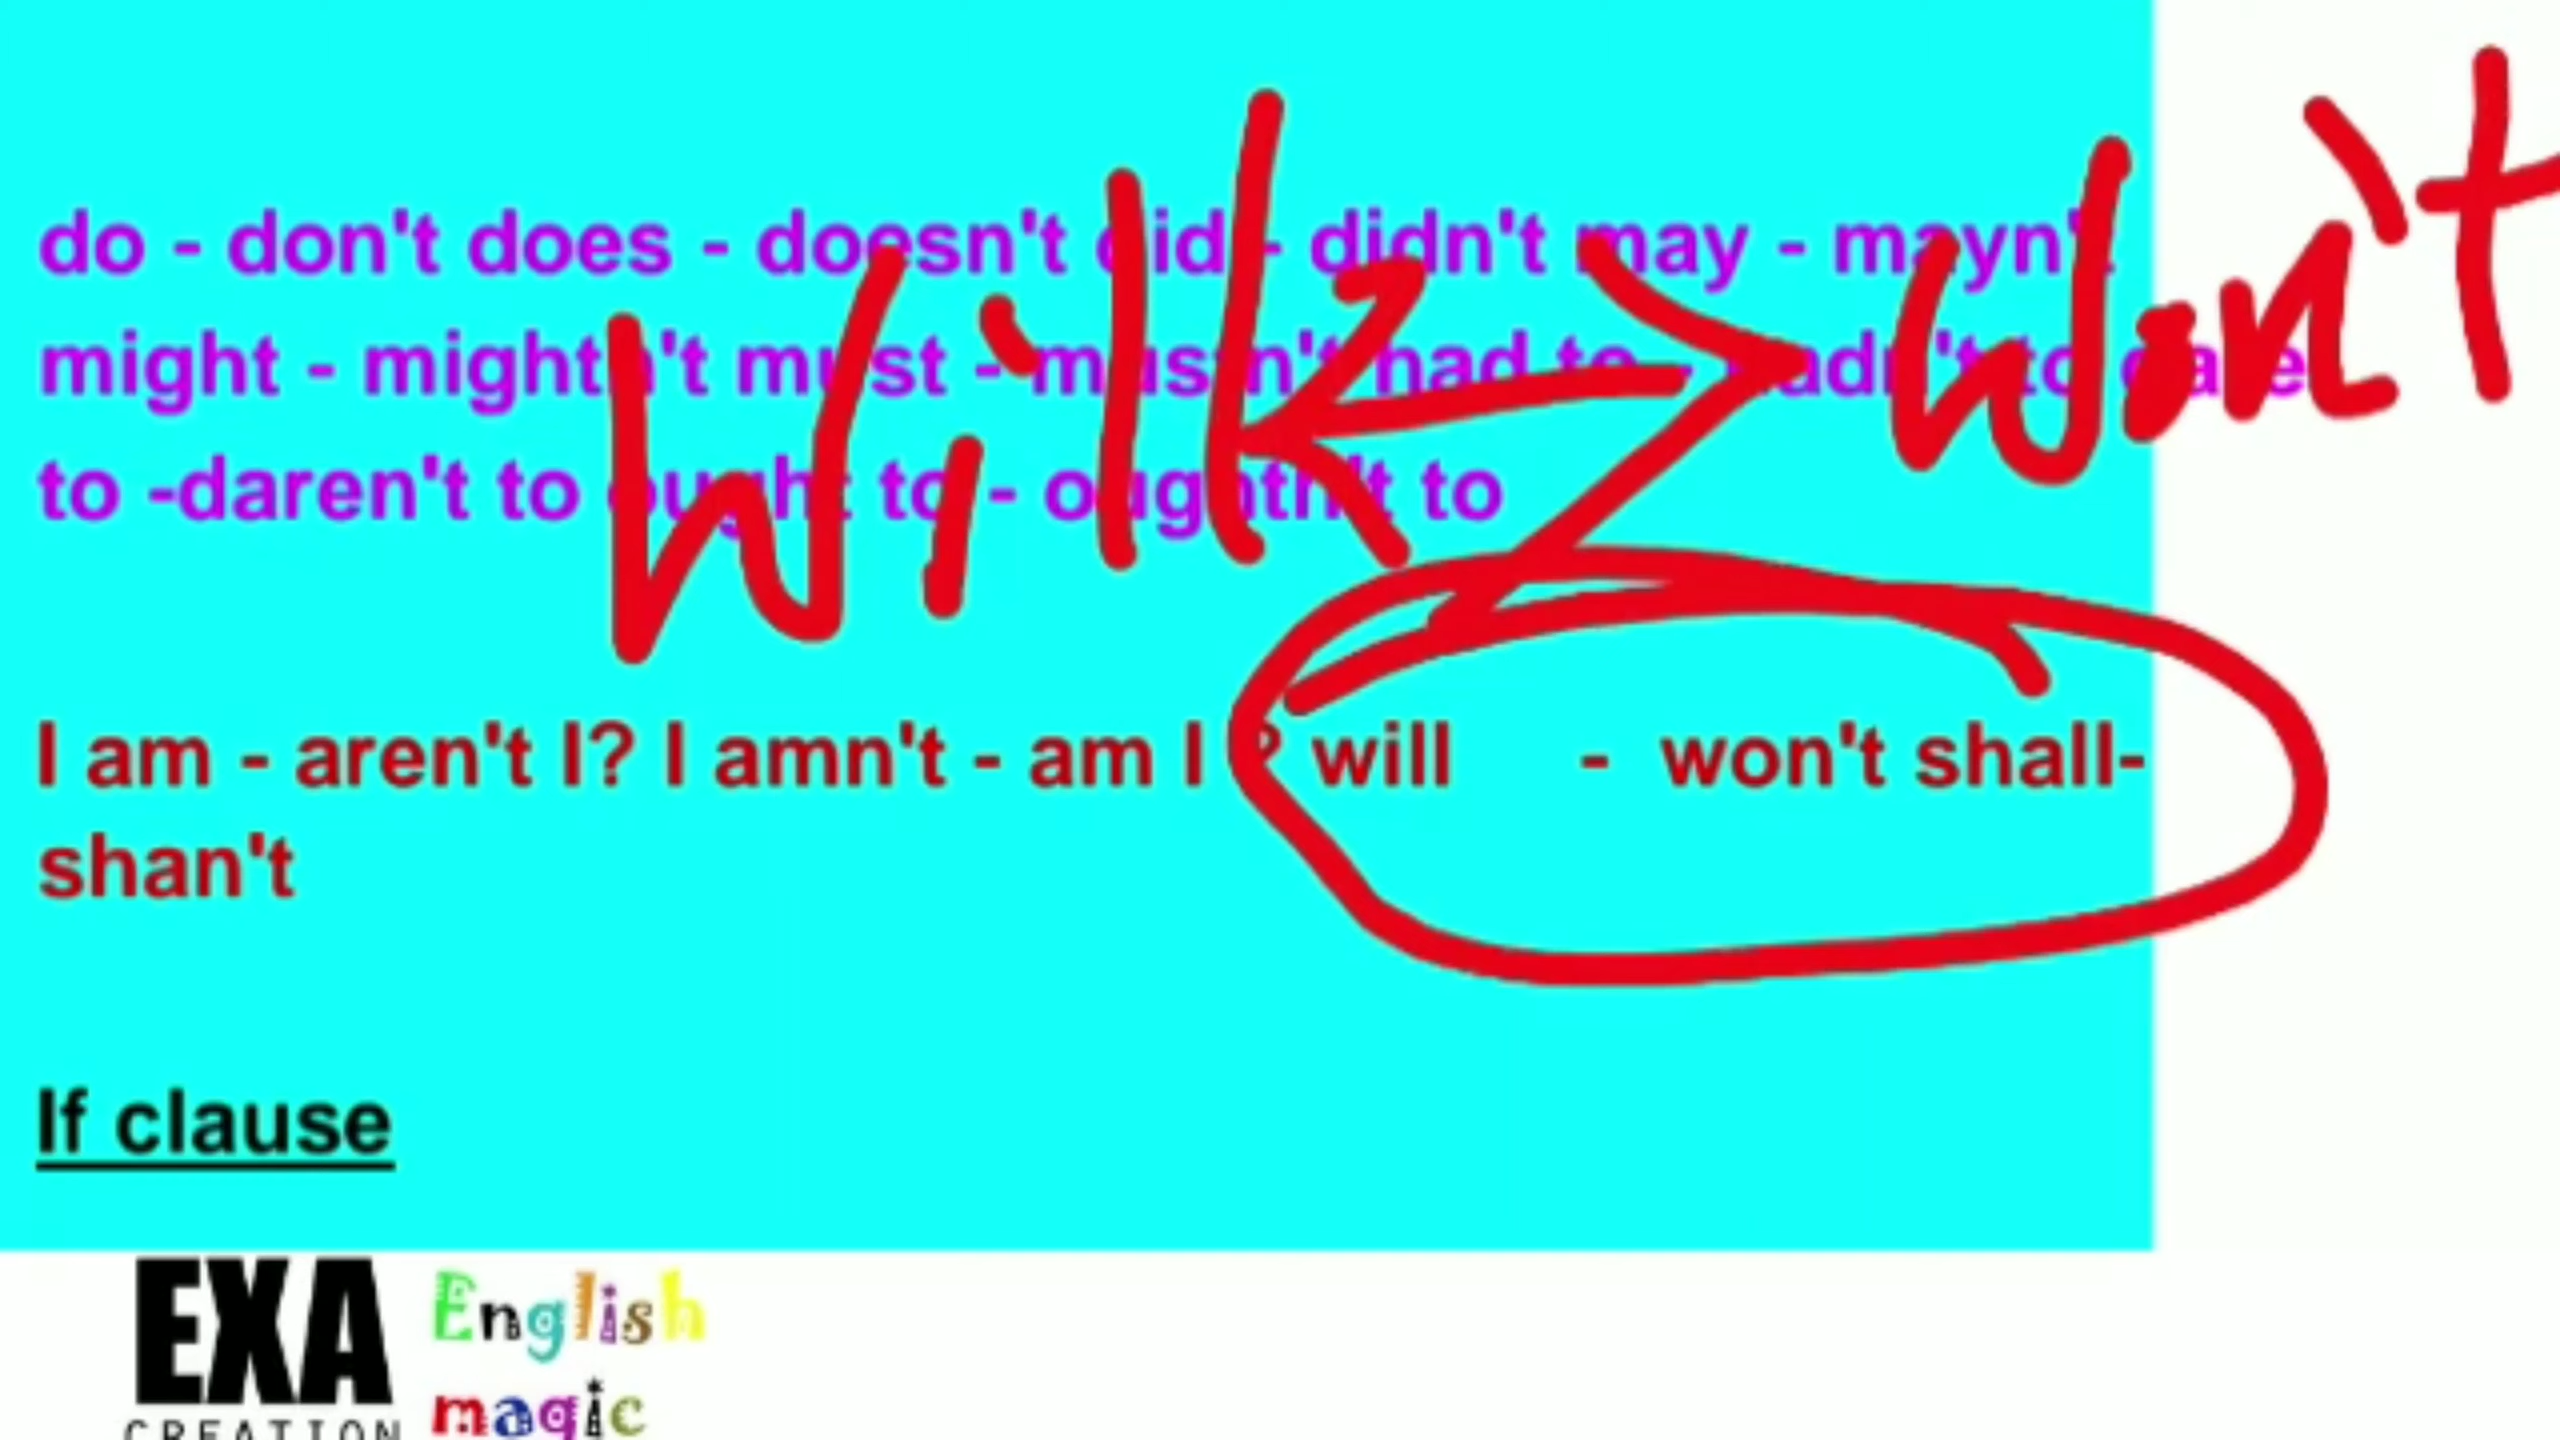 do - don't does - doesn't did - didn't may - mayn't
might - mightn't must - mustn't had to - hadn't to dare
to -daren't to ought to - oughtn't to
Will <-> Won't
I am - aren't I? I amn't - am I ? will - won't shall-
shan't
If clause
EXA
CREATION
English
magic